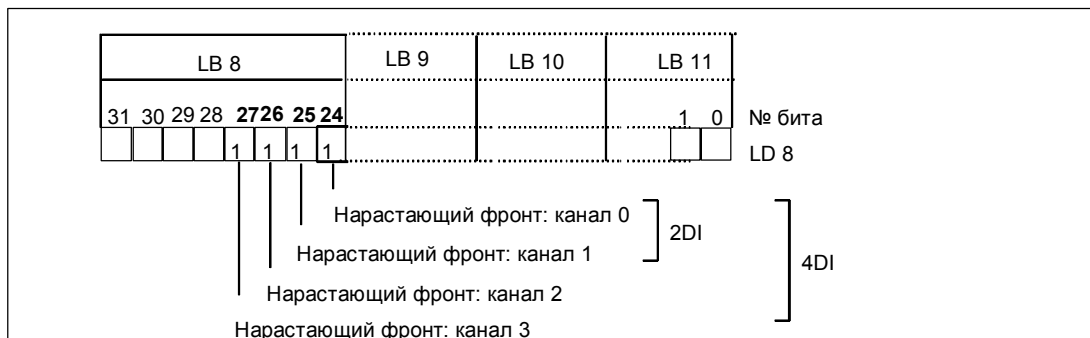 LB 8 LB 9 LB 10 LB 11
31 30 29 28 27 26 25 24 1 0 № бита
1 1 1 1 LD 8
Нарастающий фронт: канал 0
2DI
Нарастающий фронт: канал 1
4DI
Нарастающий фронт: канал 2
Нарастающий фронт: канал 3